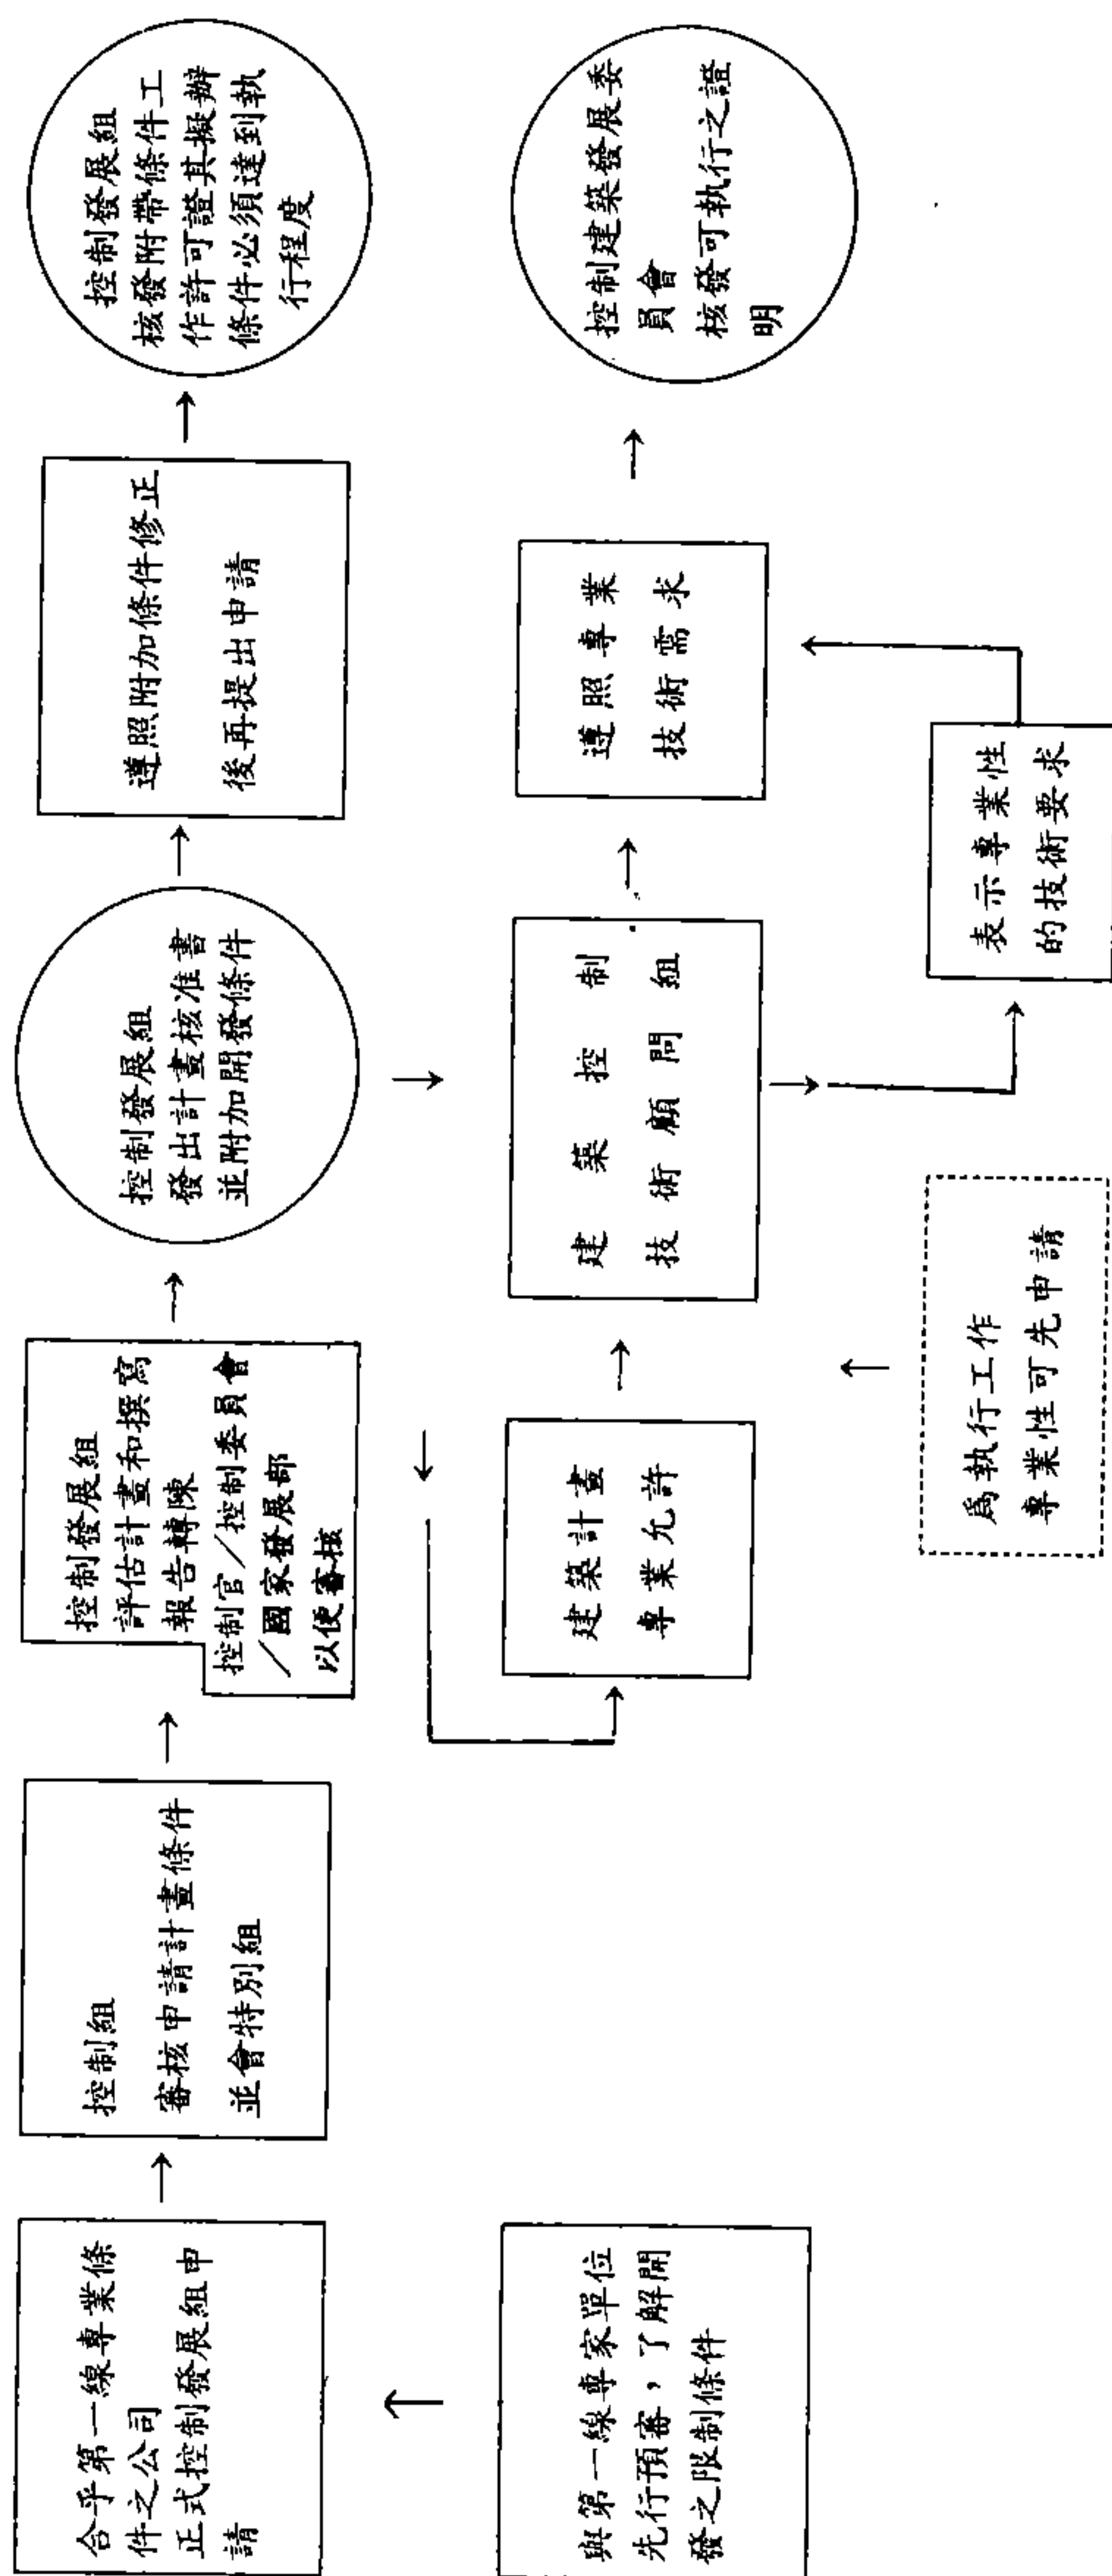 與第一線專家單位
先行預審，了解開
發之限制條件
合乎第一線專業條
件之公司
正式控制發展組申
請
控制組
審核申請計畫條件
並會特別組
控制發展組
評估計畫和撰寫
報告轉陳
控制官／控制委員會
／國家發展部
以便審核
控制發展組
發出計畫核准書
並附加開發條件
遵照附加條件修正
後再提出申請
控制發展組
核發附帶條件工
作許可證其擬辦
條件必須達到執
行程度
建築計畫
專業允許
建築控制
技術顧問組
遵照專業
技術需求
控制建築發展委
員會
核發可執行之證
明
為執行工作
專業性可先申請
表示專業性
的技術要求